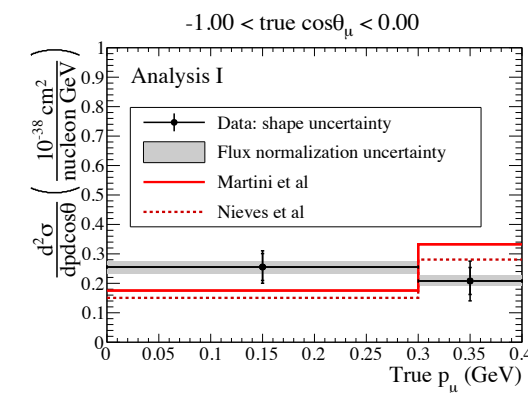 -1.00 < true cosθμ < 0.00
d²σ
dpdcosθ
10⁻³⁸ cm²
nucleon GeV
1
0.9
0.8
0.7
0.6
0.5
0.4
0.3
0.2
0.1
0
Analysis I
Data: shape uncertainty
Flux normalization uncertainty
Martini et al
Nieves et al
0 0.05 0.1 0.15 0.2 0.25 0.3 0.35 0.4
True pμ (GeV)